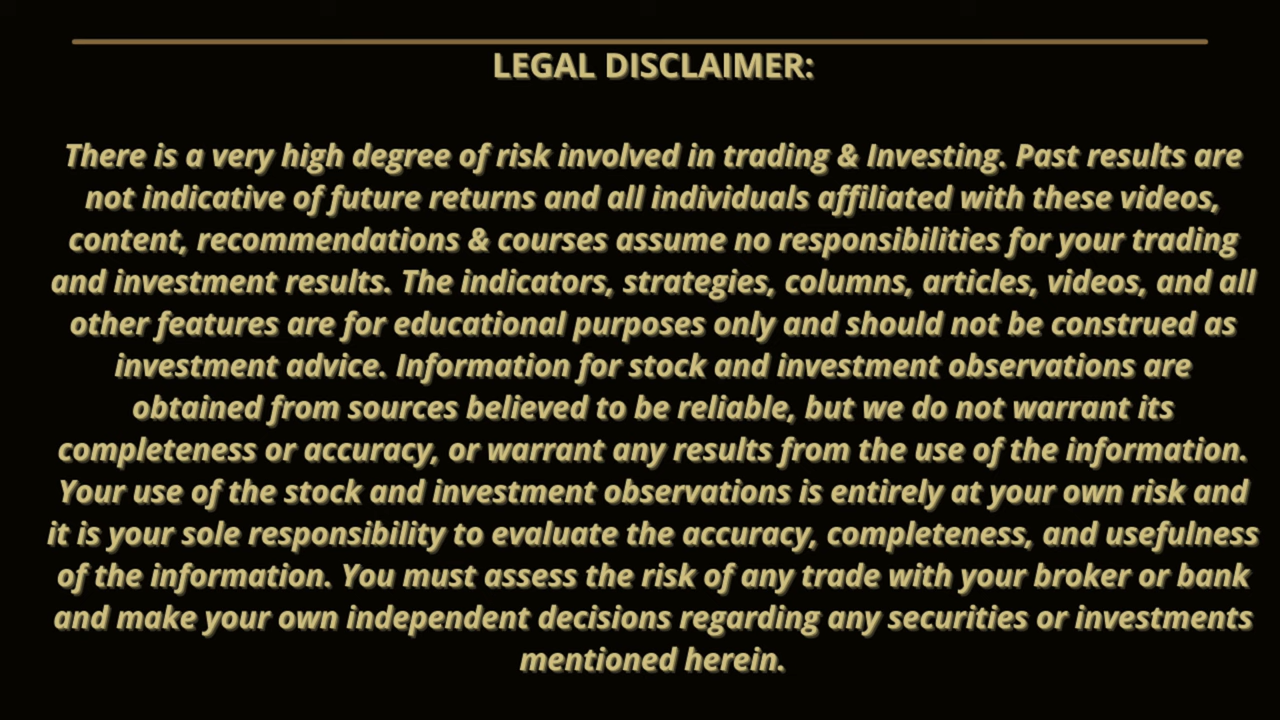 LEGAL DISCLAIMER:
There is a very high degree of risk involved in trading & Investing. Past results are
not indicative of future returns and all individuals affiliated with these videos,
content, recommendations & courses assume no responsibilities for your trading
and investment results. The indicators, strategies, columns, articles, videos, and all
other features are for educational purposes only and should not be construed as
investment advice. Information for stock and investment observations are
obtained from sources believed to be reliable, but we do not warrant its
completeness or accuracy, or warrant any results from the use of the information.
Your use of the stock and investment observations is entirely at your own risk and
it is your sole responsibility to evaluate the accuracy, completeness, and usefulness
of the information. You must assess the risk of any trade with your broker or bank
and make your own independent decisions regarding any securities or investments
mentioned herein.